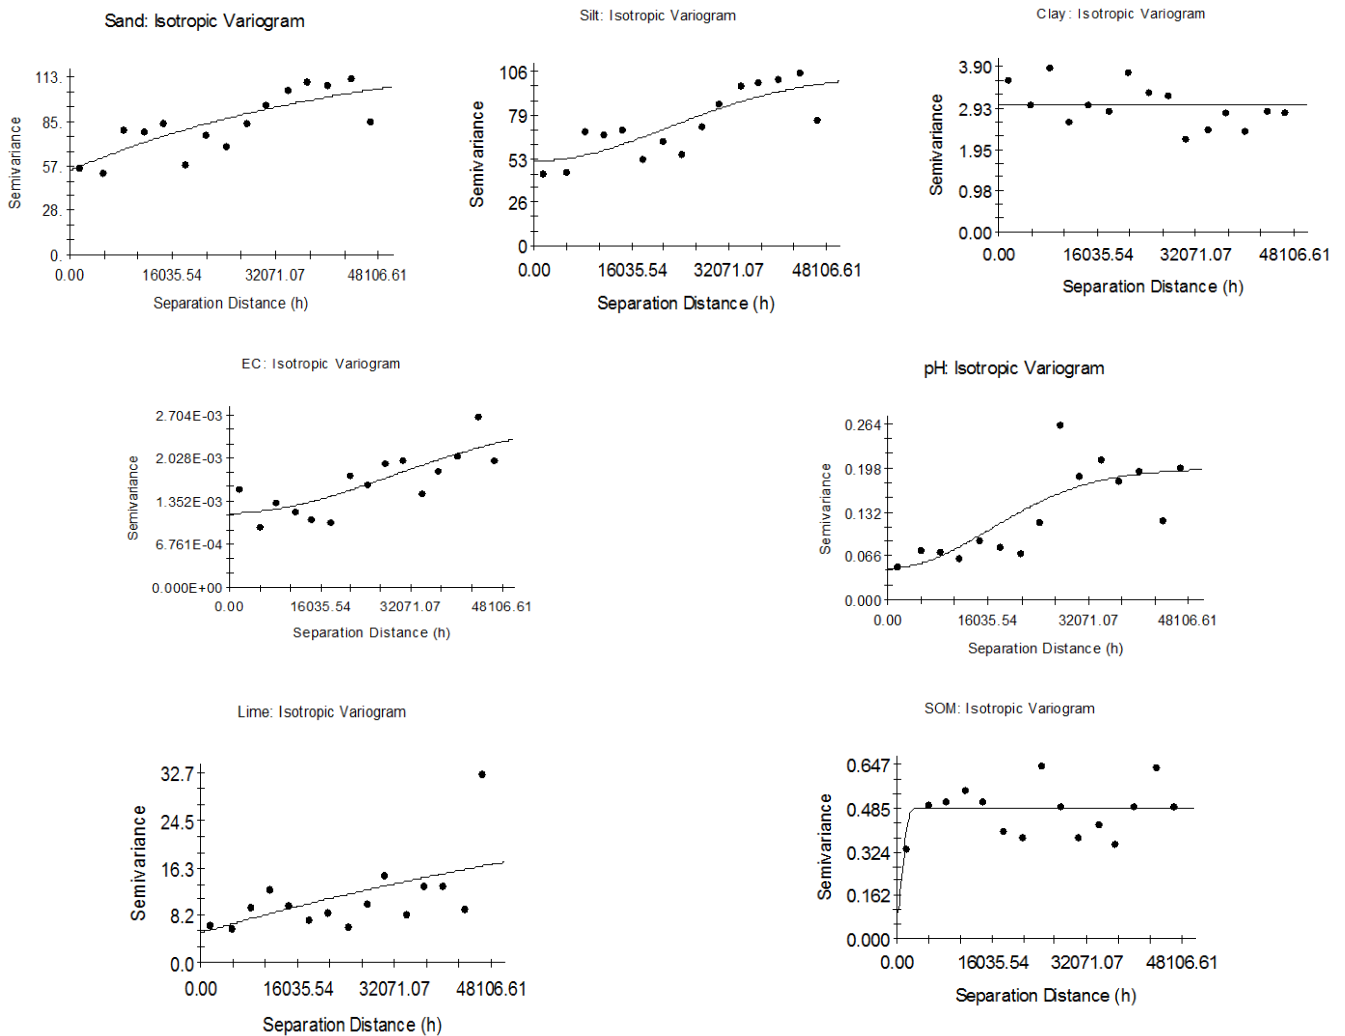 Sand: Isotropic Variogram
113.
85.
57.
28.
0.
Semivariance
0.00 16035.54 32071.07 48106.61
Separation Distance (h)
Silt: Isotropic Variogram
106
79
53
26
0
Semivariance
0.00 16035.54 32071.07 48106.61
Separation Distance (h)
Clay: Isotropic Variogram
3.90
2.93
1.95
0.98
0.00
Semivariance
0.00 16035.54 32071.07 48106.61
Separation Distance (h)
EC: Isotropic Variogram
2.704E-03
2.028E-03
1.352E-03
6.761E-04
0.000E+00
Semivariance
0.00 16035.54 32071.07 48106.61
Separation Distance (h)
pH: Isotropic Variogram
0.264
0.198
0.132
0.066
0.000
Semivariance
0.00 16035.54 32071.07 48106.61
Separation Distance (h)
Lime: Isotropic Variogram
32.7
24.5
16.3
8.2
0.0
Semivariance
0.00 16035.54 32071.07 48106.61
Separation Distance (h)
SOM: Isotropic Variogram
0.647
0.485
0.324
0.162
0.000
Semivariance
0.00 16035.54 32071.07 48106.61
Separation Distance (h)